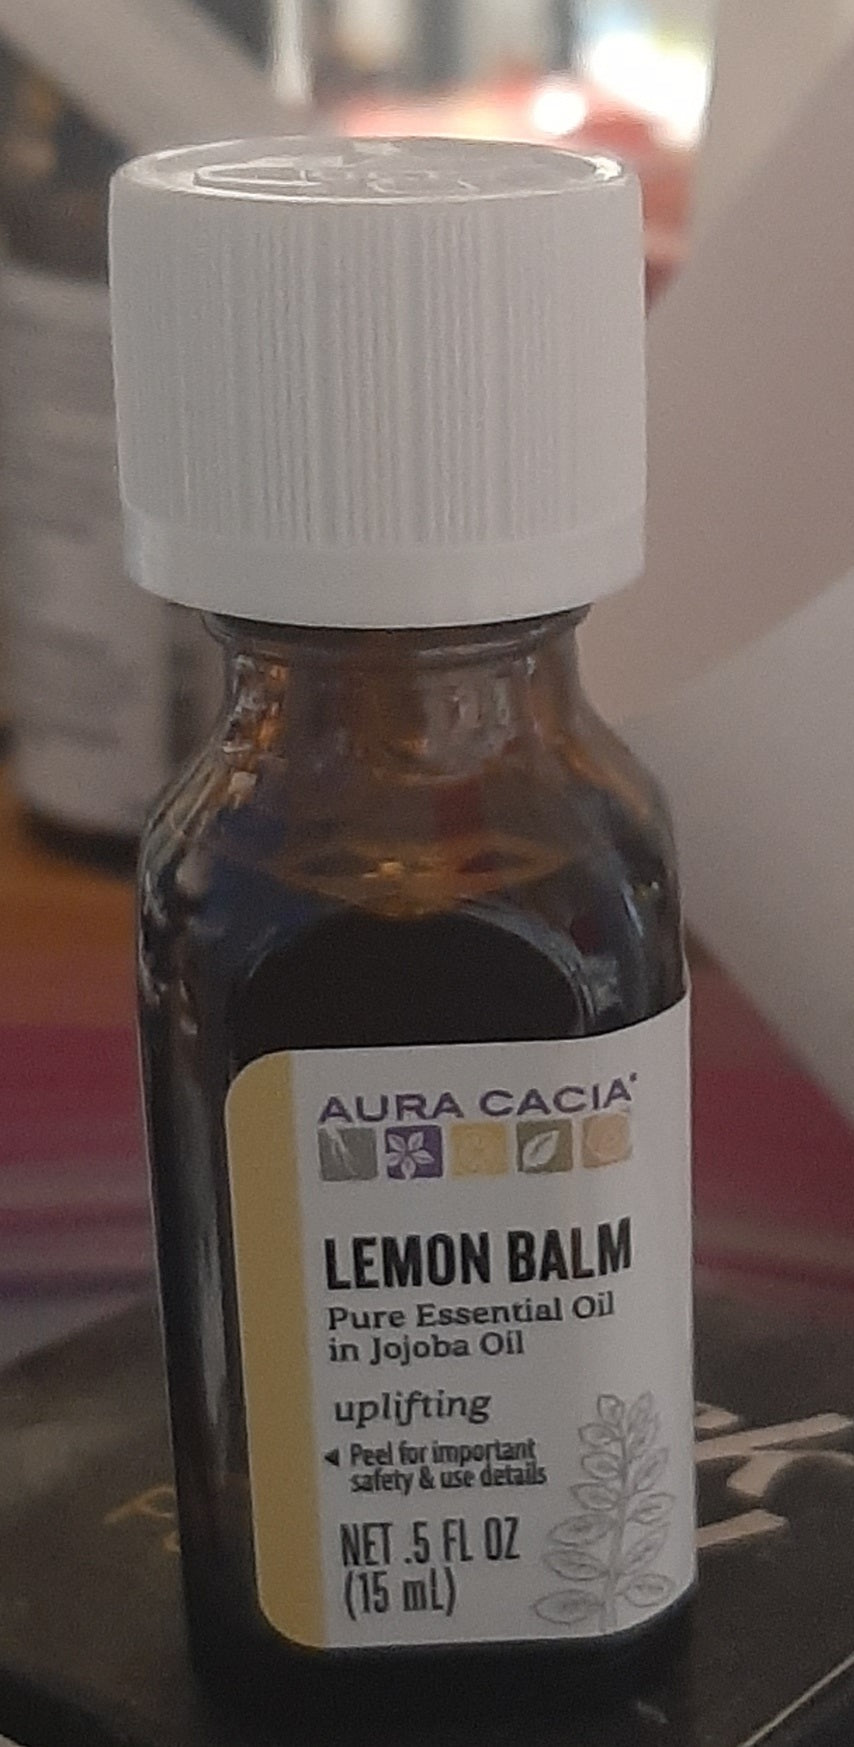 AURA CACIA
LEMON BALM
Pure Essential Oil
in Jojoba Oil
uplifting
◄ Peel for important
safety & use details
NET .5 FL OZ
(15 mL)